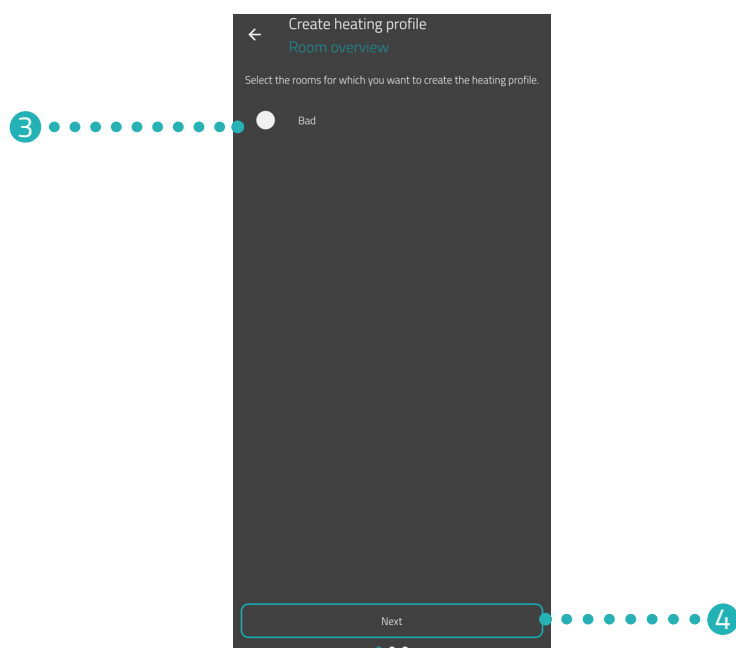 Create heating profile
Room overview
Select the rooms for which you want to create the heating profile.
3
Bad
Next
4